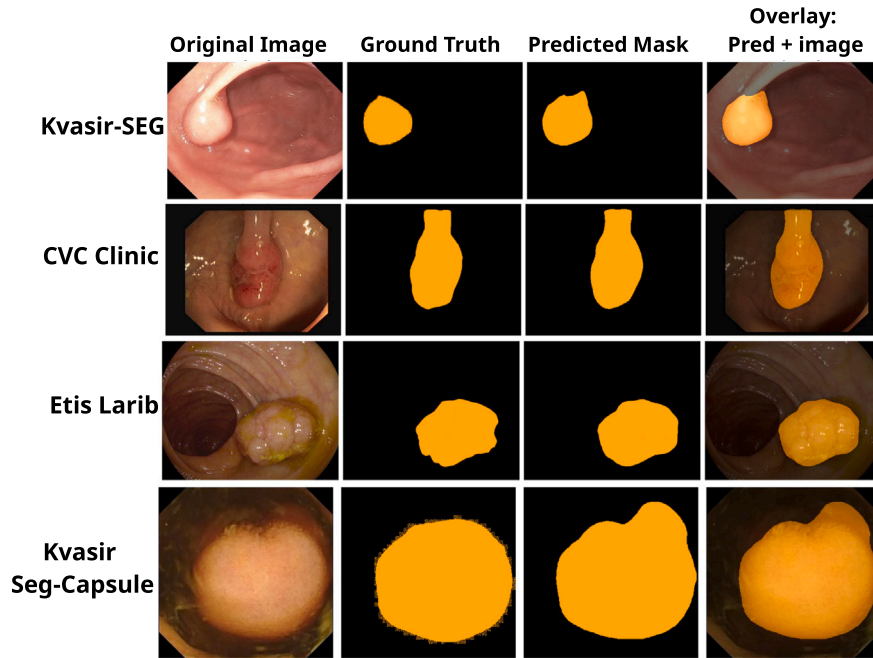 Overlay:
Original Image Ground Truth Predicted Mask Pred + image
Kvasir-SEG
CVC Clinic
Etis Larib
Kvasir
Seg-Capsule